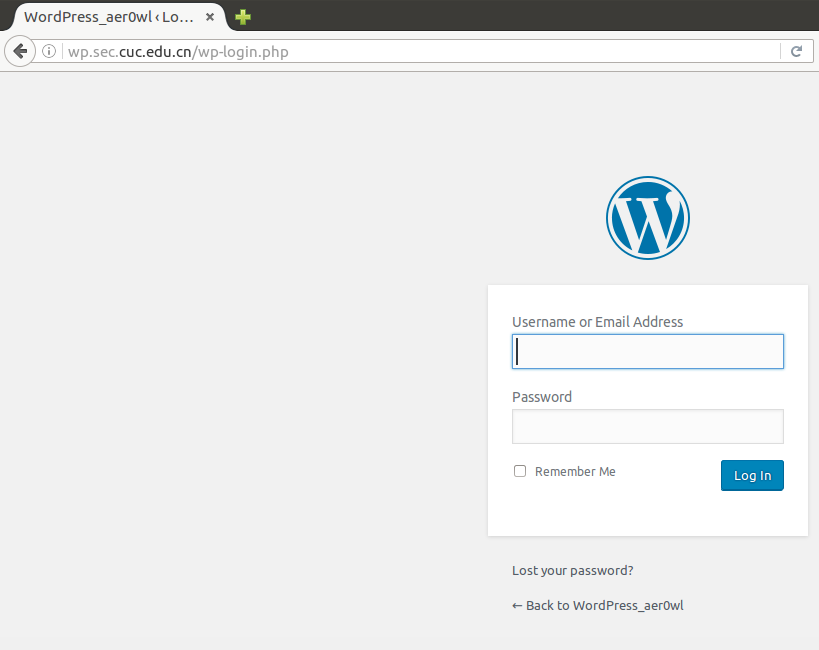 WordPress_aer0wl ‹ Lo...
wp.sec.cuc.edu.cn/wp-login.php
Username or Email Address
Password
Remember Me
Log In
Lost your password?
← Back to WordPress_aer0wl